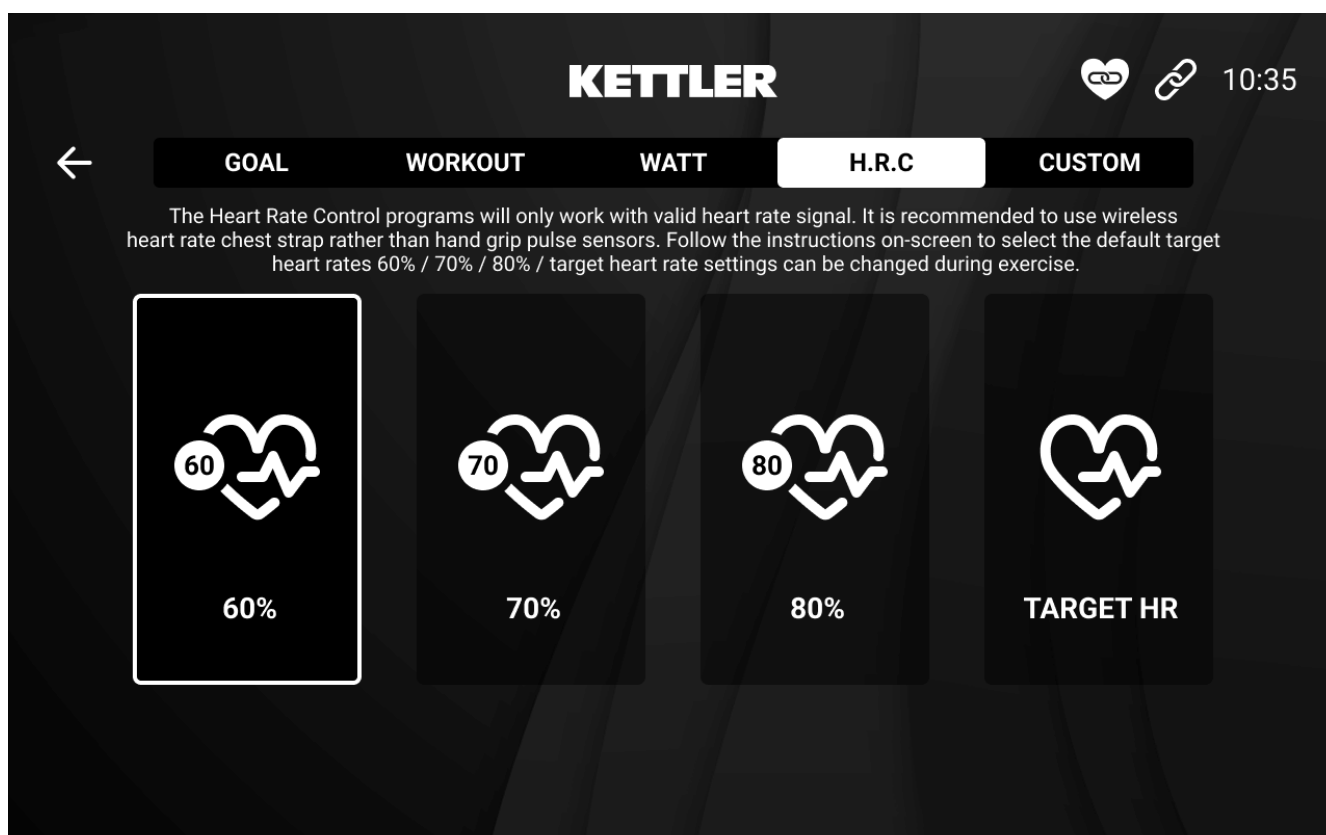 KETTLER
10:35
GOAL WORKOUT WATT H.R.C CUSTOM
The Heart Rate Control programs will only work with valid heart rate signal. It is recommended to use wireless
heart rate chest strap rather than hand grip pulse sensors. Follow the instructions on-screen to select the default target
heart rates 60% / 70% / 80% / target heart rate settings can be changed during exercise.
60 70 80
60% 70% 80% TARGET HR